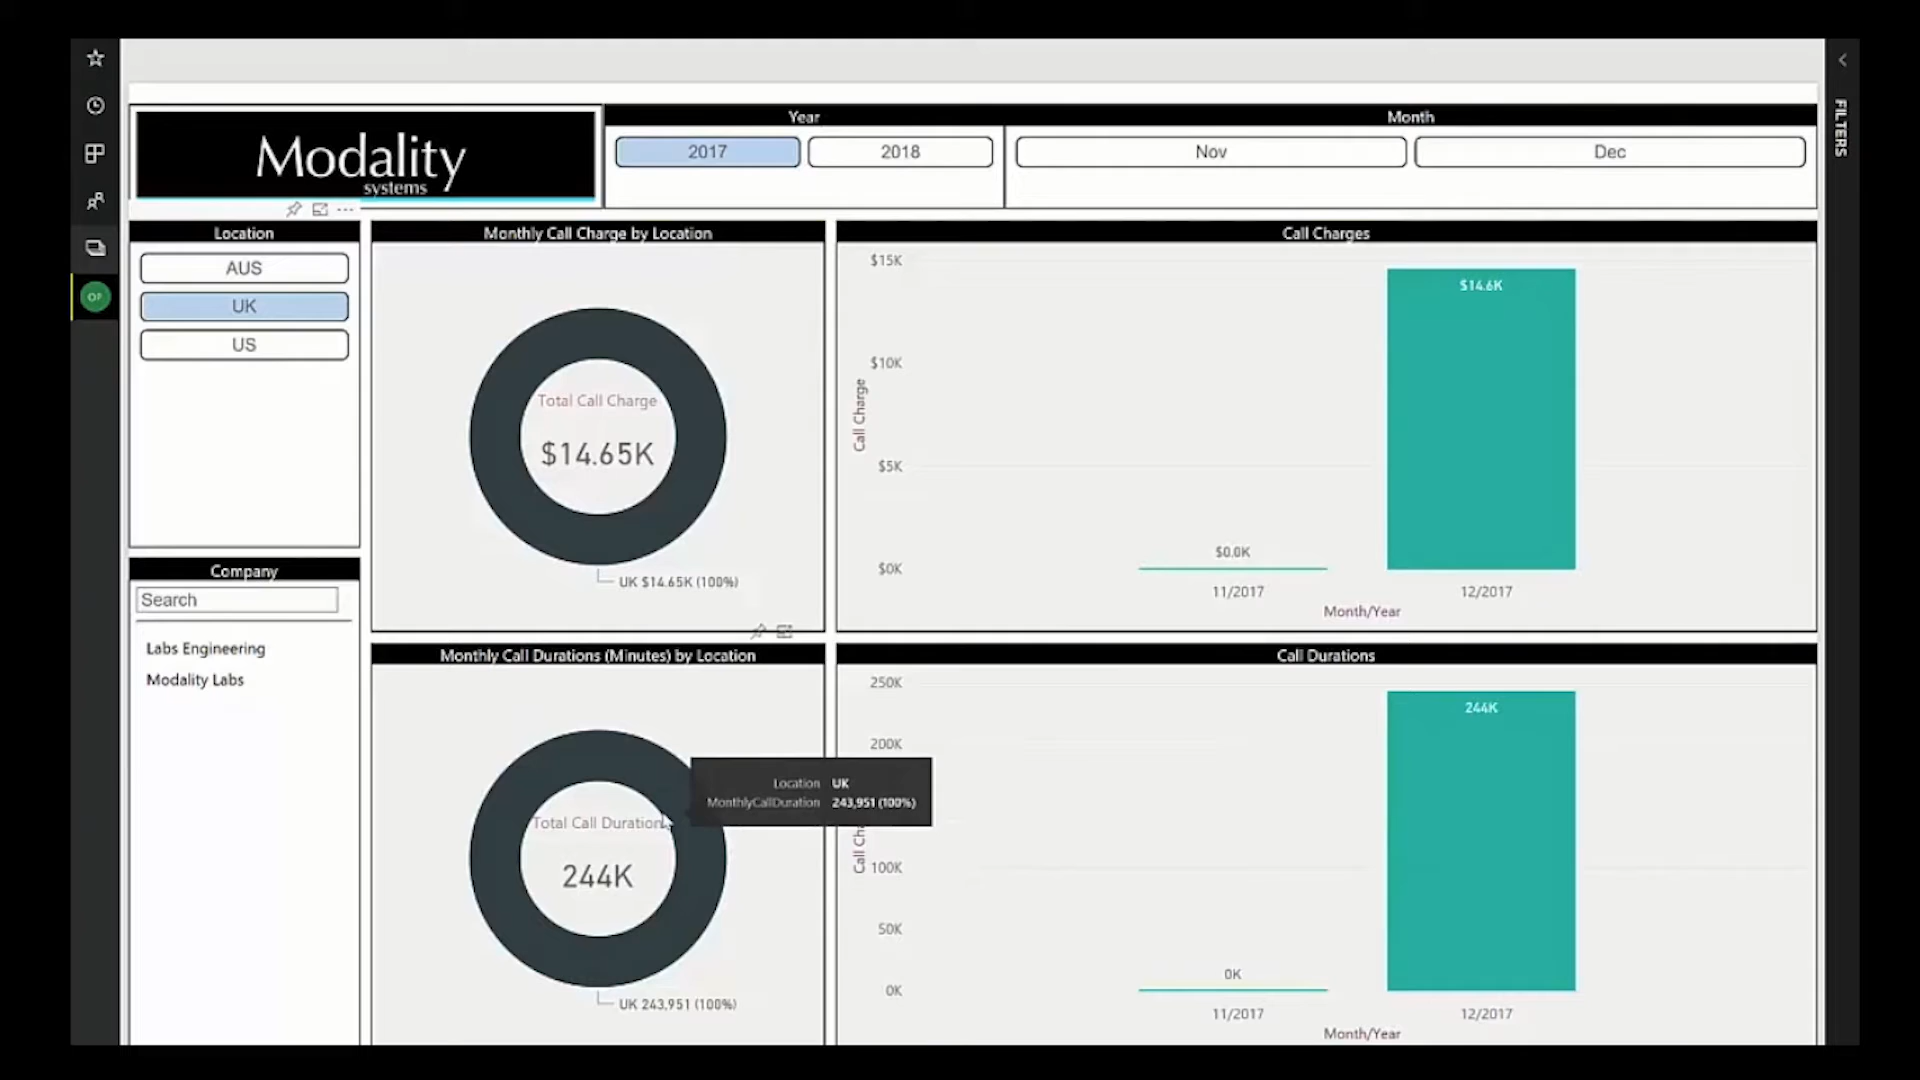 Modality
systems
Year
2017
2018
Month
Nov
Dec
FILTERS
OP
Location
AUS
UK
US
Company
Search
Labs Engineering
Modality Labs
Monthly Call Charge by Location
Total Call Charge
$14.65K
UK $14.65K (100%)
Call Charges
$15K
$10K
$5K
$0K
Call Charge
$0.0K
$14.6K
11/2017
12/2017
Month/Year
Monthly Call Durations (Minutes) by Location
Total Call Duration
244K
UK 243,951 (100%)
Location UK
MonthlyCallDuration 243,951 (100%)
Call Durations
250K
200K
100K
50K
0K
0K
244K
11/2017
12/2017
Month/Year